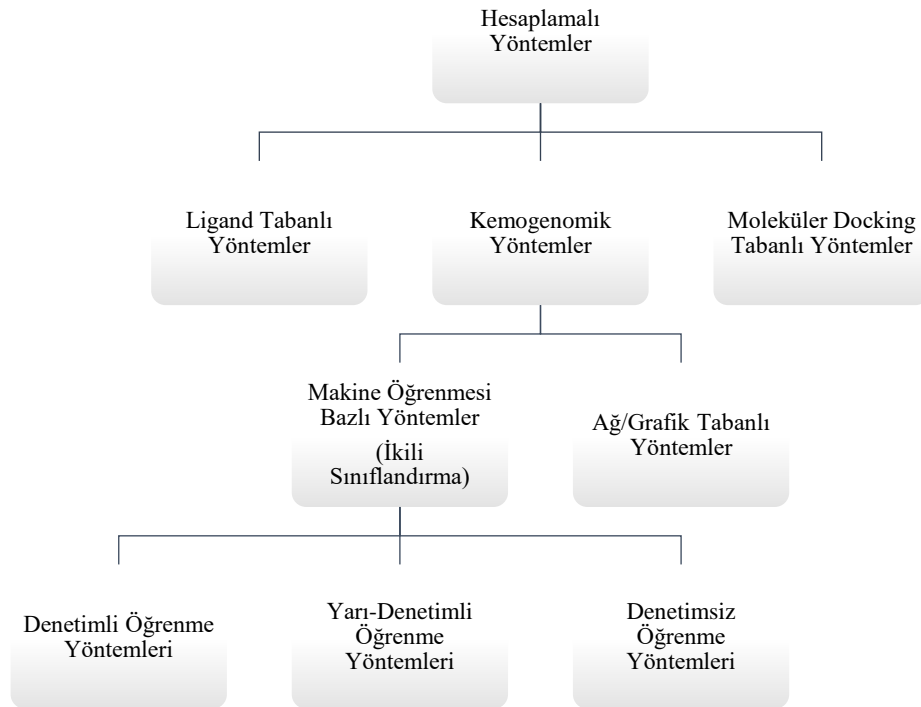 Hesaplamalı
Yöntemler
Ligand Tabanlı
Yöntemler
Kemogenomik
Yöntemler
Moleküler Docking
Tabanlı Yöntemler
Makine Öğrenmesi
Bazlı Yöntemler
(İkili
Sınıflandırma)
Ağ/Grafik Tabanlı
Yöntemler
Denetimli Öğrenme
Yöntemleri
Yarı-Denetimli
Öğrenme
Yöntemleri
Denetimsiz
Öğrenme
Yöntemleri